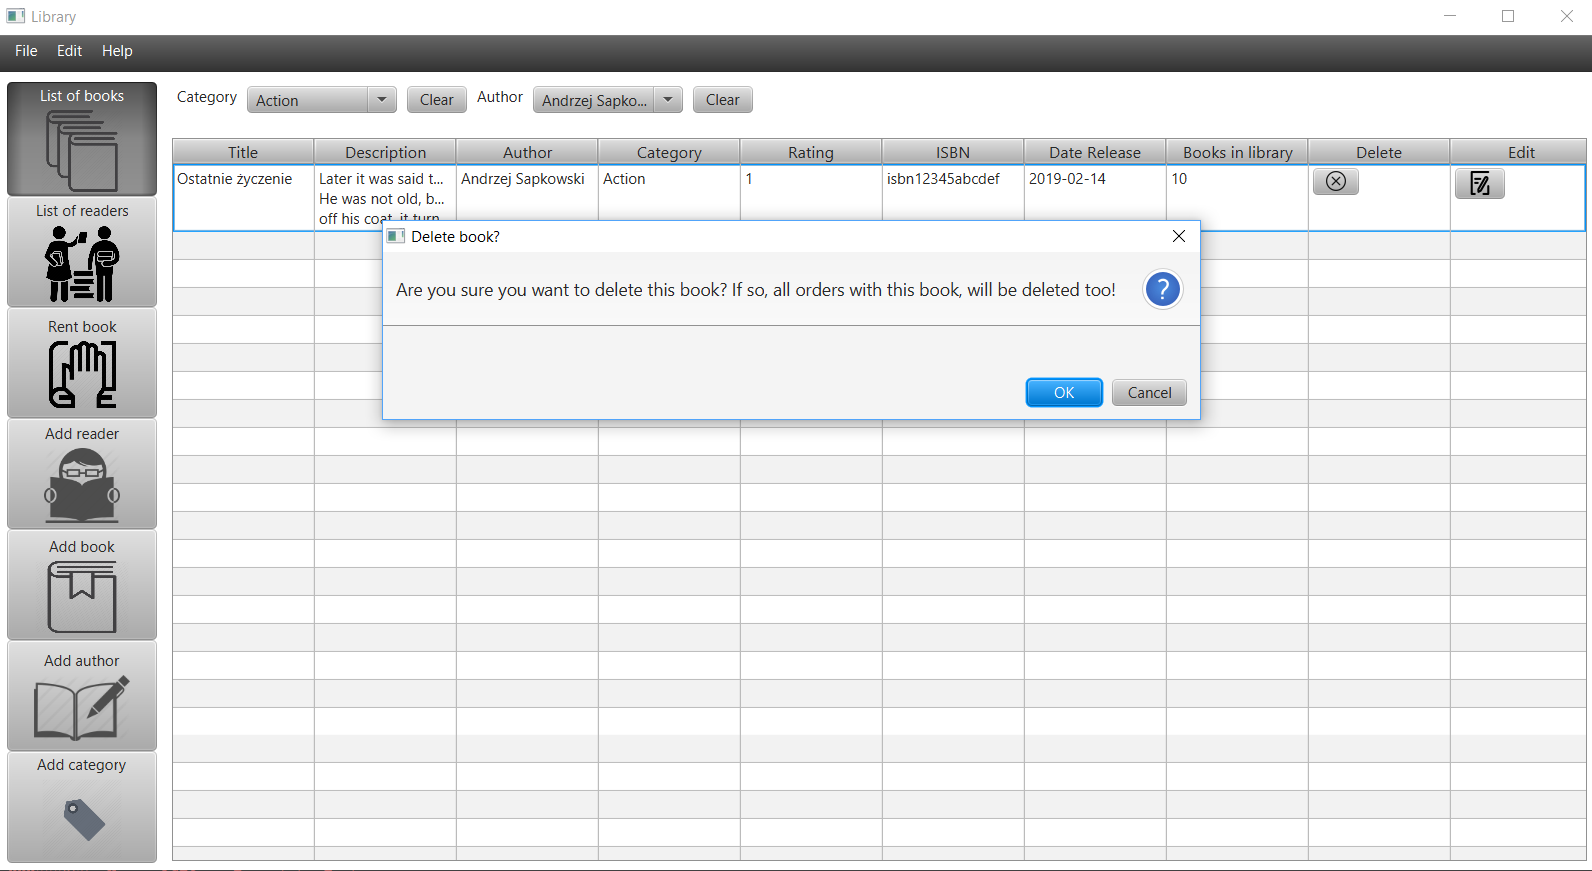 Library
File Edit Help
List of books
List of readers
Rent book
Add reader
Add book
Add author
Add category
Category Action Clear Author Andrzej Sapko... Clear
Title Description Author Category Rating ISBN Date Release Books in library Delete Edit
Ostatnie życzenie Later it was said t... Andrzej Sapkowski Action 1 isbn12345abcdef 2019-02-14 10
He was not old, b...
off his coat, it turn
Delete book?
Are you sure you want to delete this book? If so, all orders with this book, will be deleted too!
?
OK Cancel